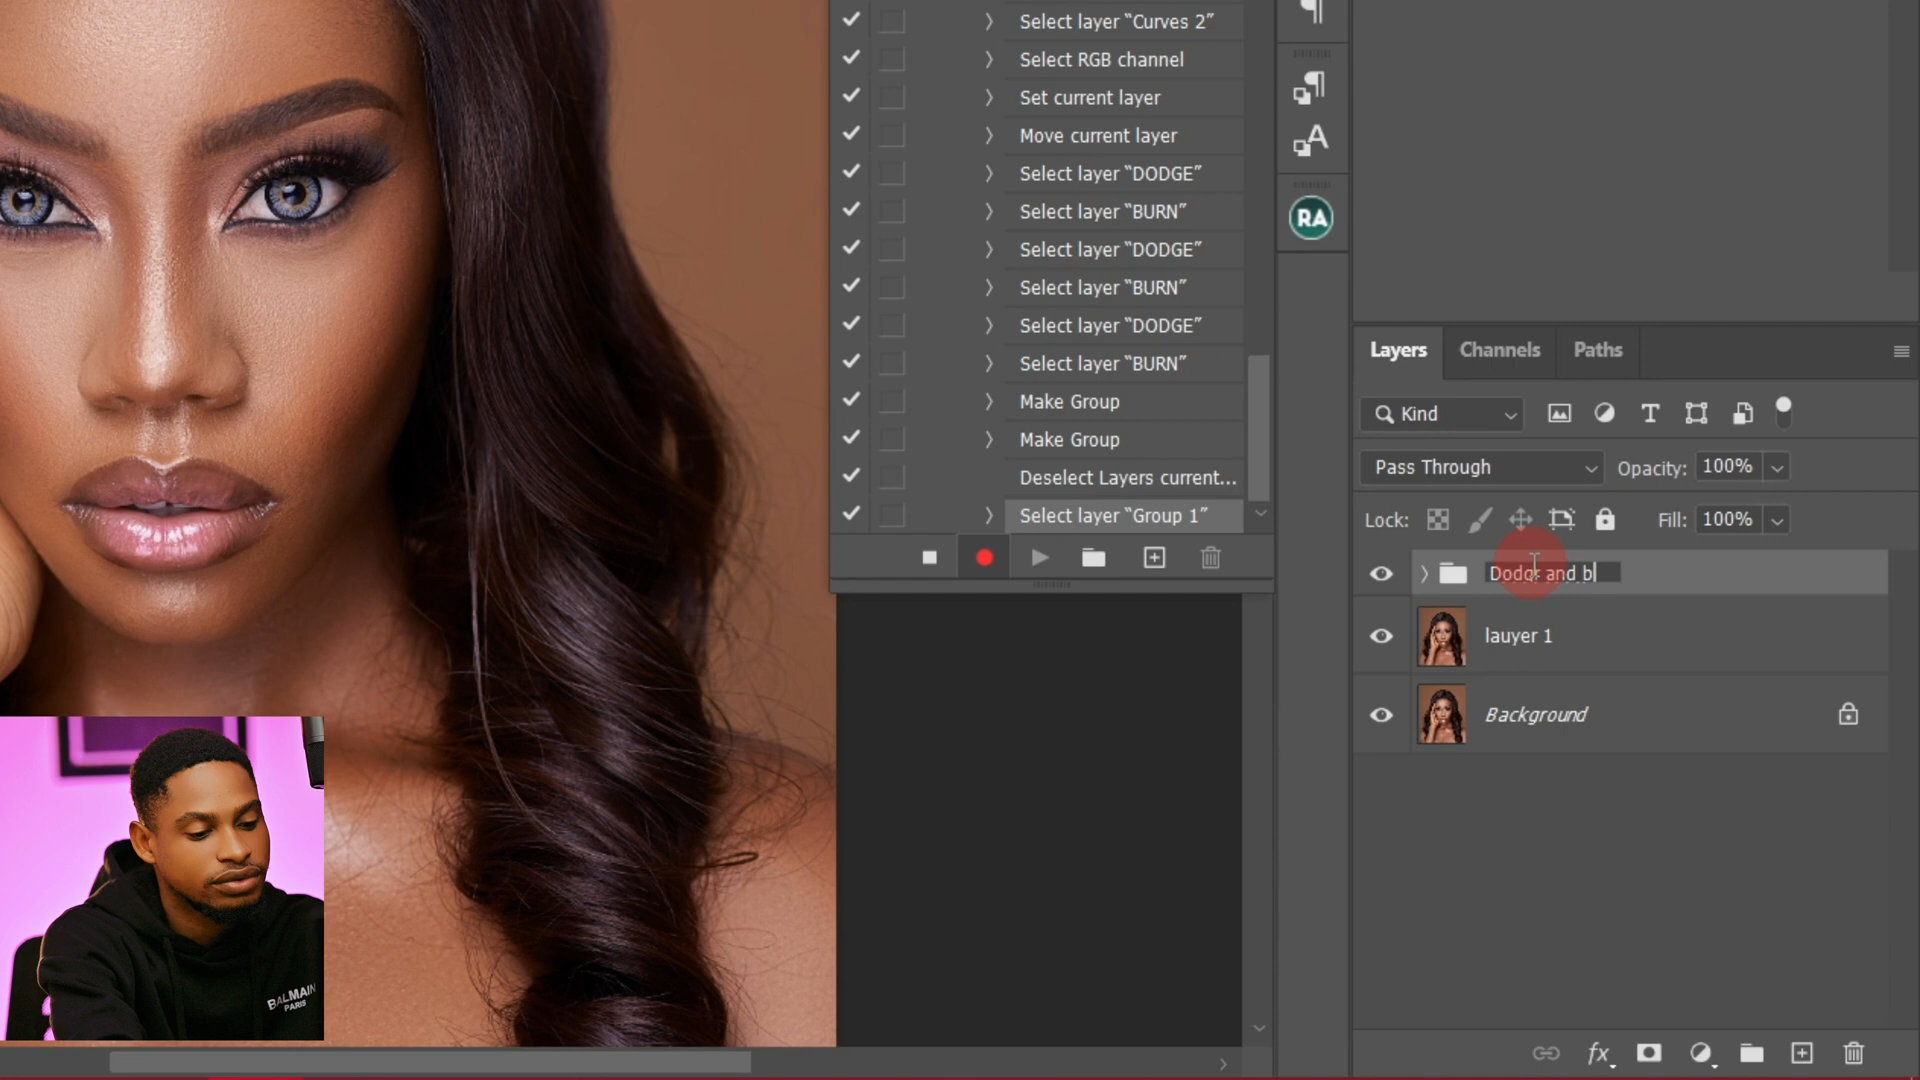 Select layer “Curves 2”
Select RGB channel
Set current layer
Move current layer
Select layer “DODGE”
Select layer “BURN”
Select layer “DODGE”
Select layer “BURN”
Select layer “DODGE”
Select layer “BURN”
Make Group
Make Group
Deselect Layers current...
Select layer “Group 1”
RA
Layers Channels Paths
Kind
Pass Through Opacity: 100%
Lock: Fill: 100%
and b
lauyer 1
Background
BALMAIN
PARIS